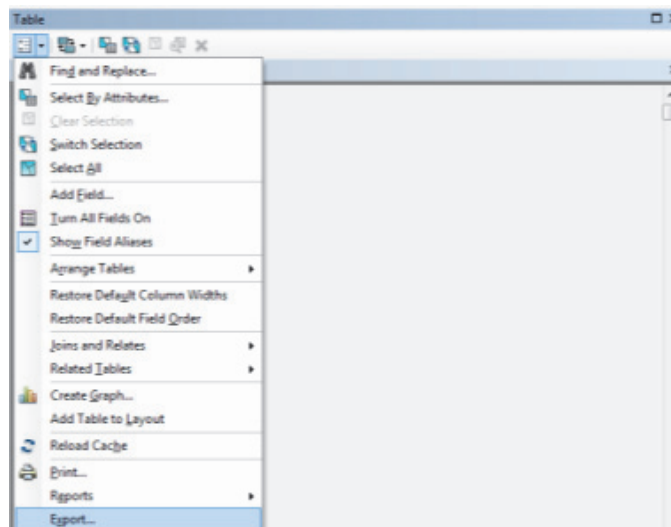 Table
Find and Replace...
Select By Attributes...
Clear Selection
Switch Selection
Select All
Add Field...
Turn All Fields On
Show Field Aliases
Arrange Tables
Restore Default Column Widths
Restore Default Field Order
Joins and Relates
Related Tables
Create Graph...
Add Table to Layout
Reload Cache
Print...
Reports
Export...